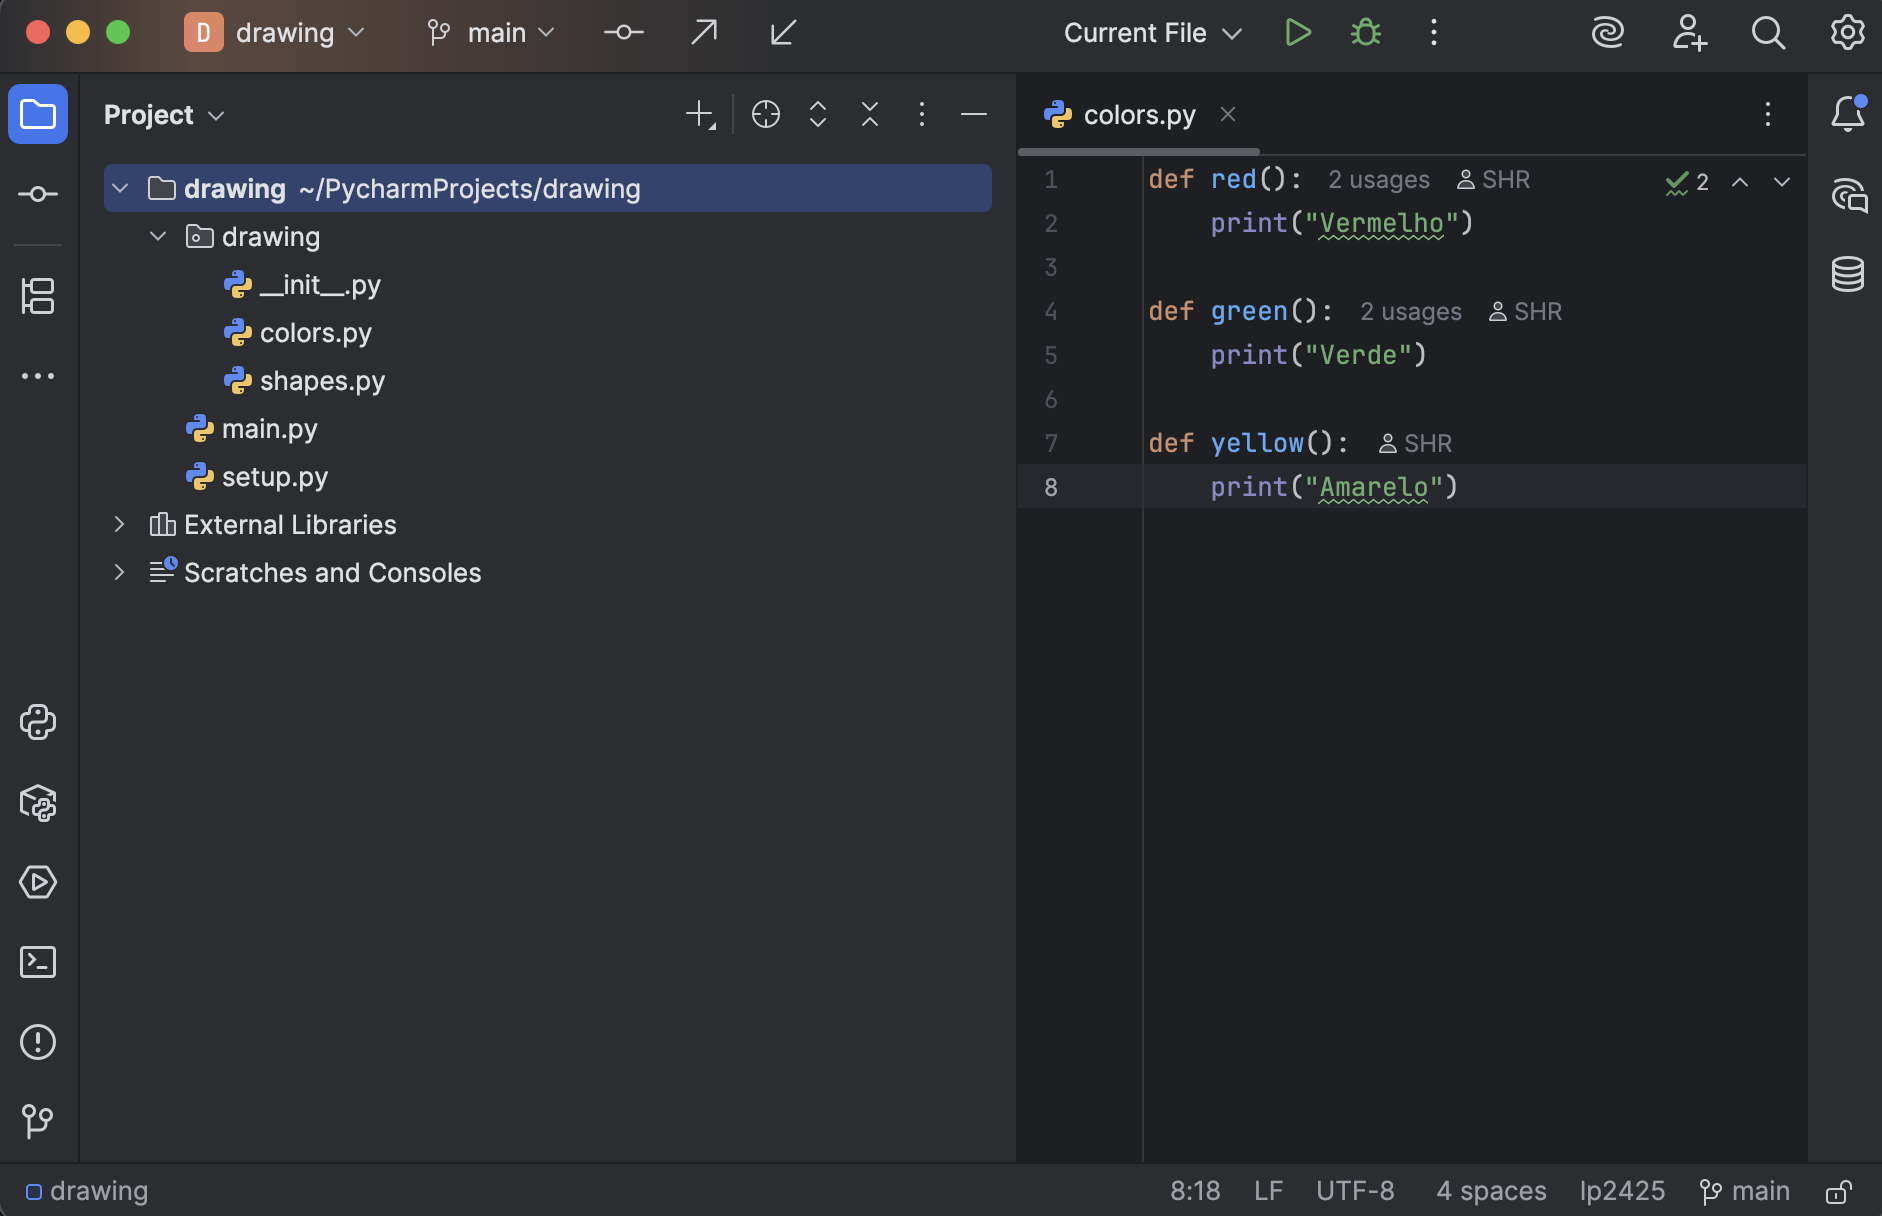 D drawing main Current File
Project
colors.py
drawing ~/PycharmProjects/drawing
drawing
__init__.py
colors.py
shapes.py
main.py
setup.py
External Libraries
Scratches and Consoles
1 def red(): 2 usages SHR 2
2 print("Vermelho")
3
4 def green(): 2 usages SHR
5 print("Verde")
6
7 def yellow(): SHR
8 print("Amarelo")
drawing 8:18 LF UTF-8 4 spaces lp2425 main